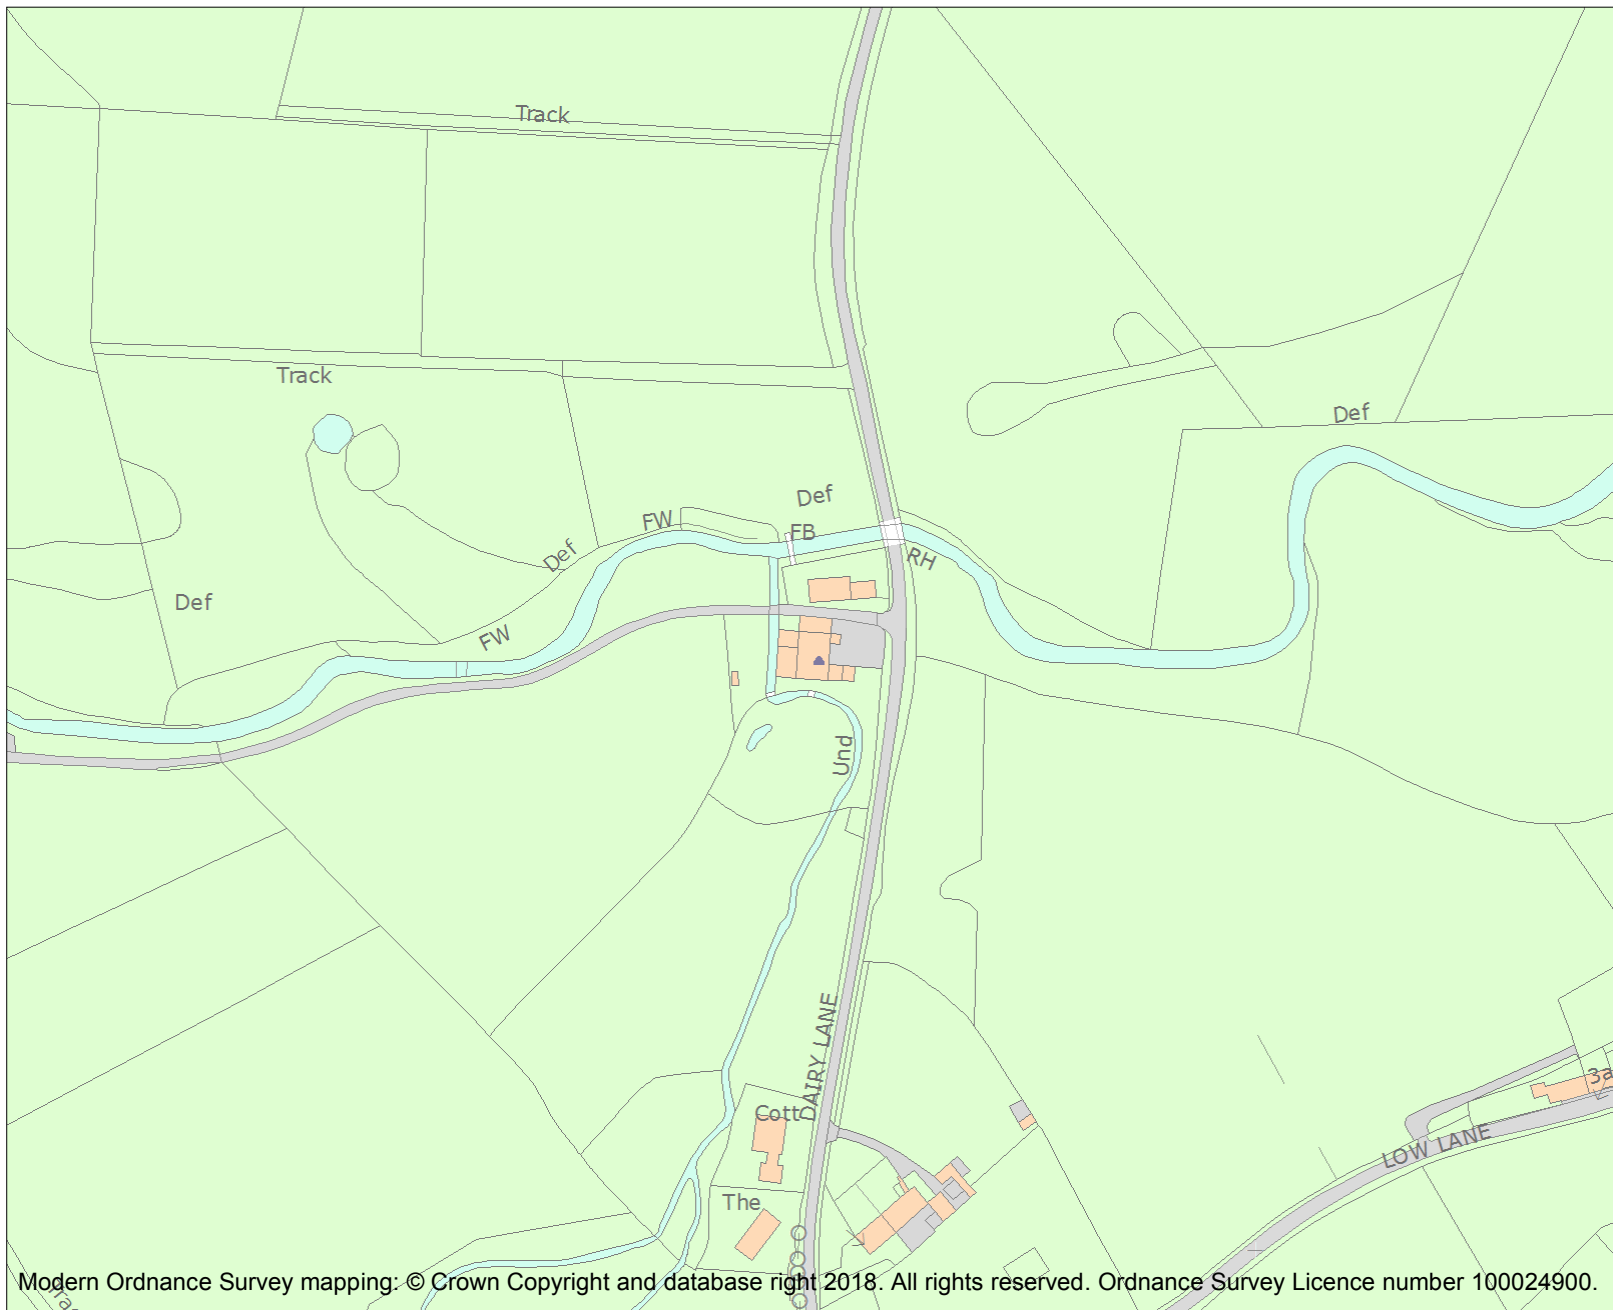 Track
Track
Def
Def
FW
FB
Def
RH
Def
FW
Und
DAIRY LANE
Cott
3a
LOW LANE
The
Modern Ordnance Survey mapping: © Crown Copyright and database right 2018. All rights reserved. Ordnance Survey Licence number 100024900.